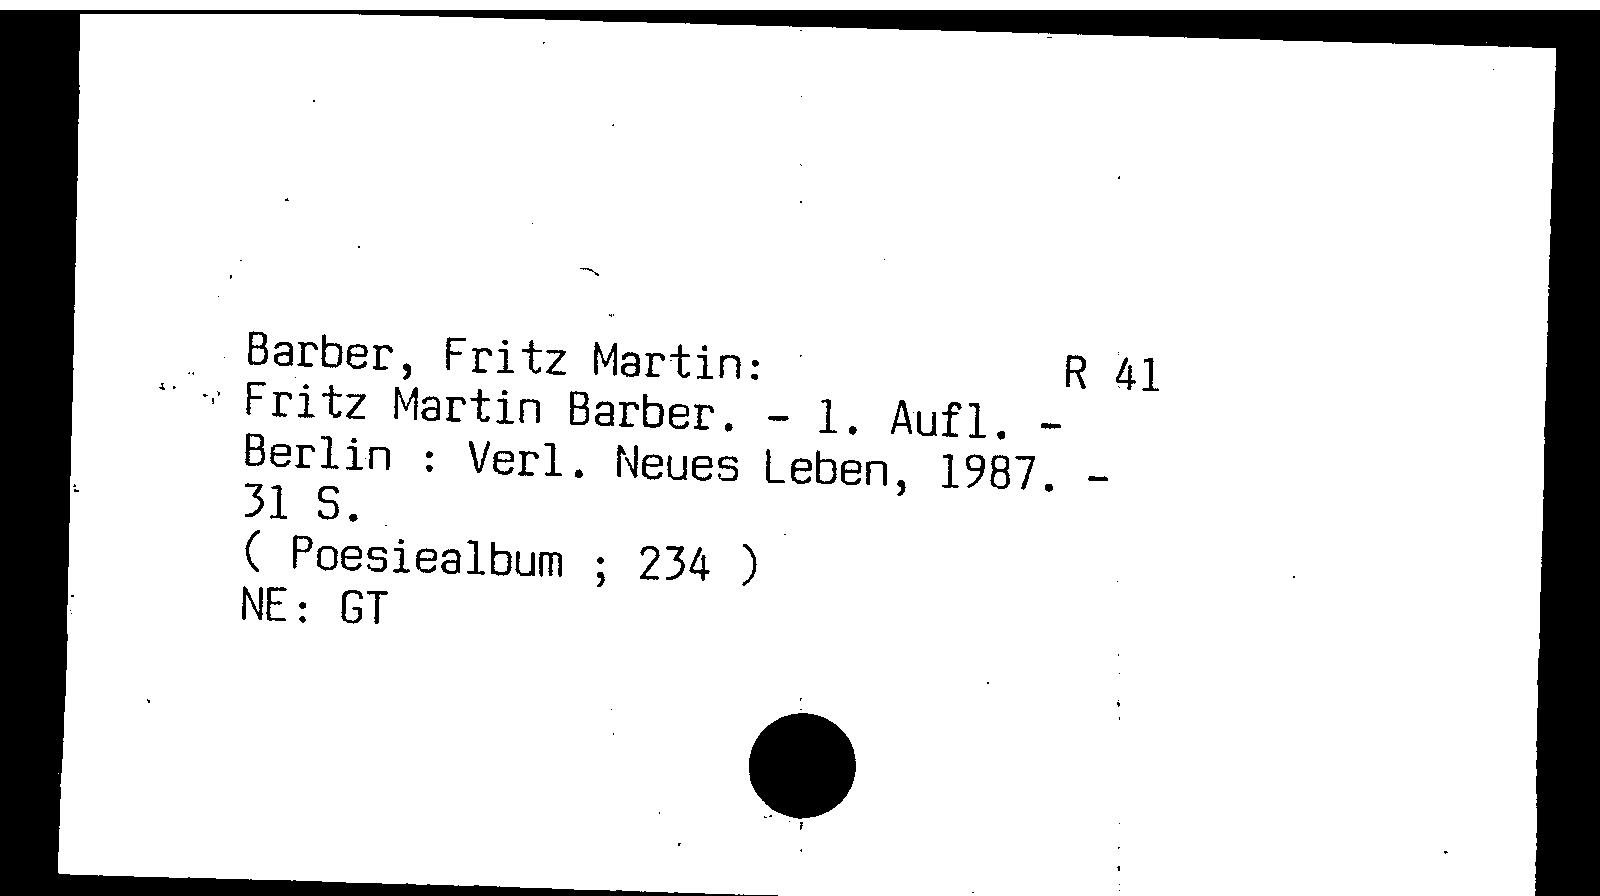 Barber, Fritz Martin: R 41
Fritz Martin Barber. - 1. Aufl. -
Berlin : Verl. Neues Leben, 1987. -
31 S.
( Poesiealbum ; 234 )
NE: GT